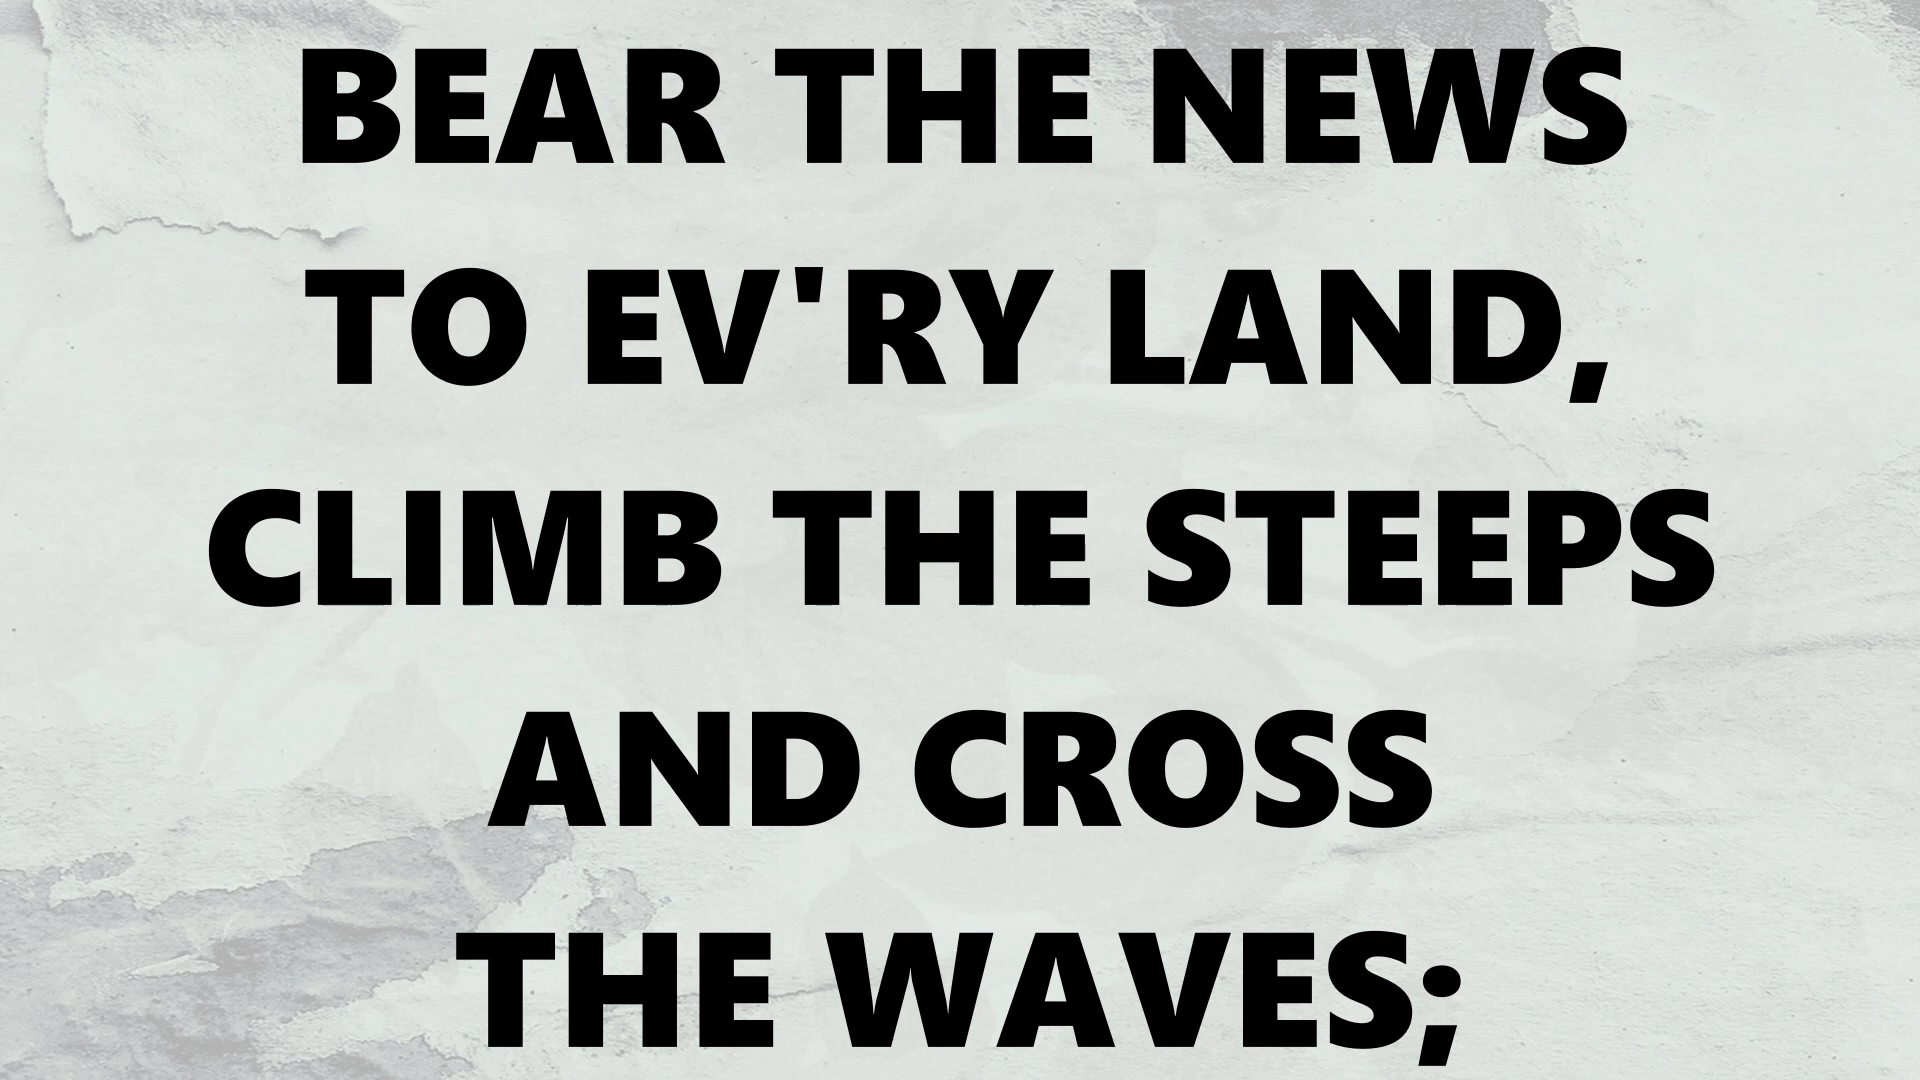 BEAR THE NEWS
TO EV'RY LAND,
CLIMB THE STEEPS
AND CROSS
THE WAVES;